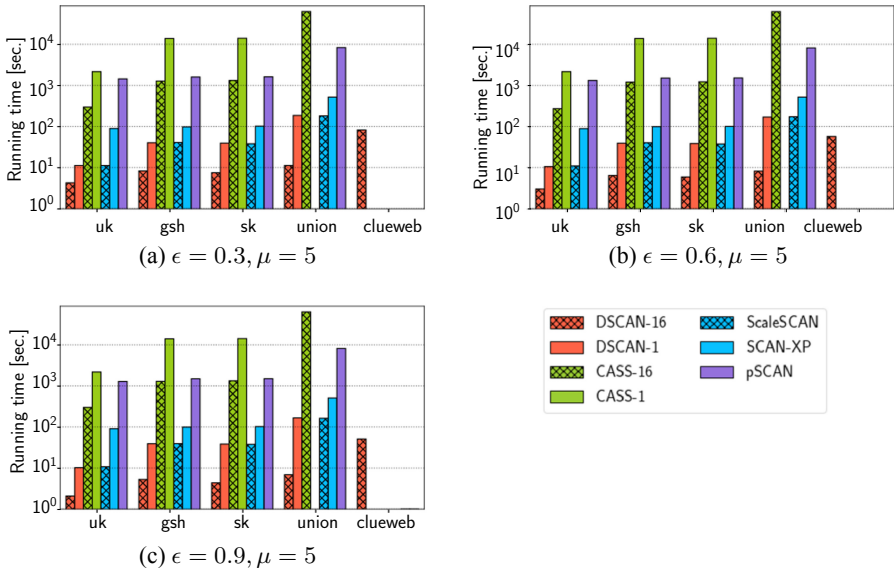 Running time [sec.]
10^4
10^3
10^2
10^1
10^0
uk gsh sk union clueweb
(a) ϵ = 0.3, μ = 5
Running time [sec.]
10^4
10^3
10^2
10^1
10^0
uk gsh sk union clueweb
(b) ϵ = 0.6, μ = 5
Running time [sec.]
10^4
10^3
10^2
10^1
10^0
uk gsh sk union clueweb
(c) ϵ = 0.9, μ = 5
DSCAN-16
DSCAN-1
CASS-16
CASS-1
ScaleSCAN
SCAN-XP
pSCAN